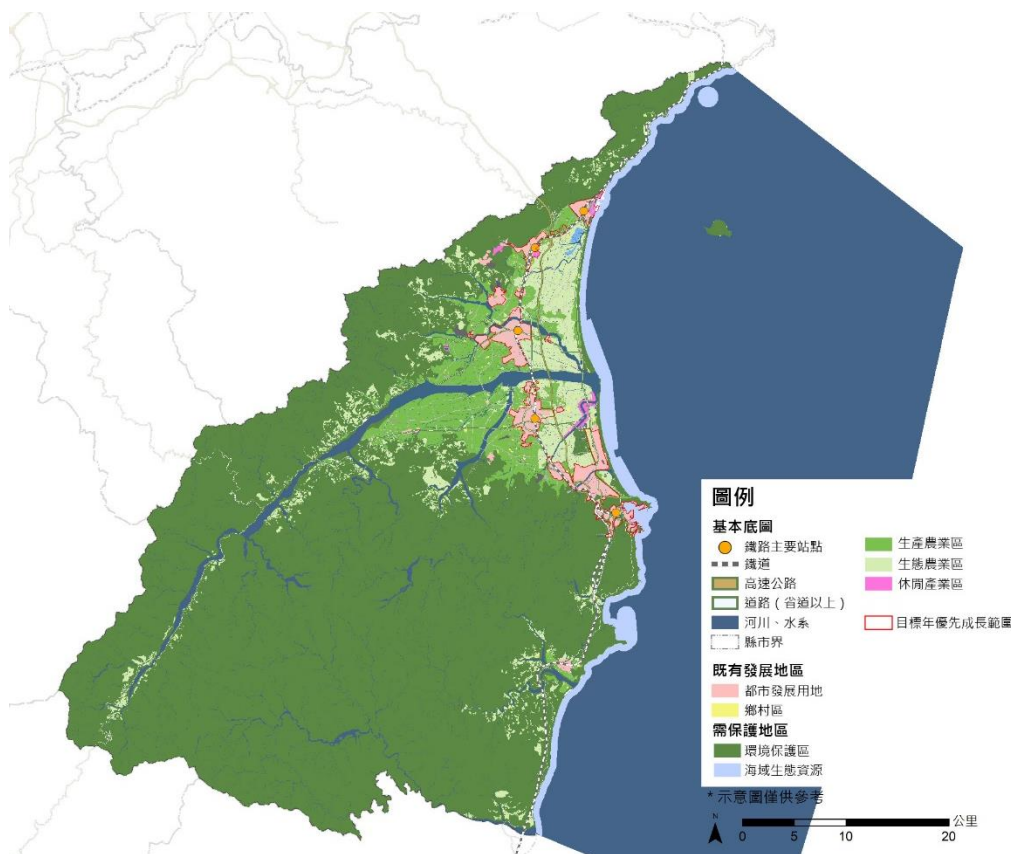 圖例
基本底圖
鐵路主要站點
鐵道
高速公路
道路（省道以上）
河川、水系
縣市界
生產農業區
生態農業區
休閒產業區
目標年優先成長範圍
既有發展地區
都市發展用地
鄉村區
需保護地區
環境保護區
海域生態資源
* 示意圖僅供參考
N
0 5 10 20 公里